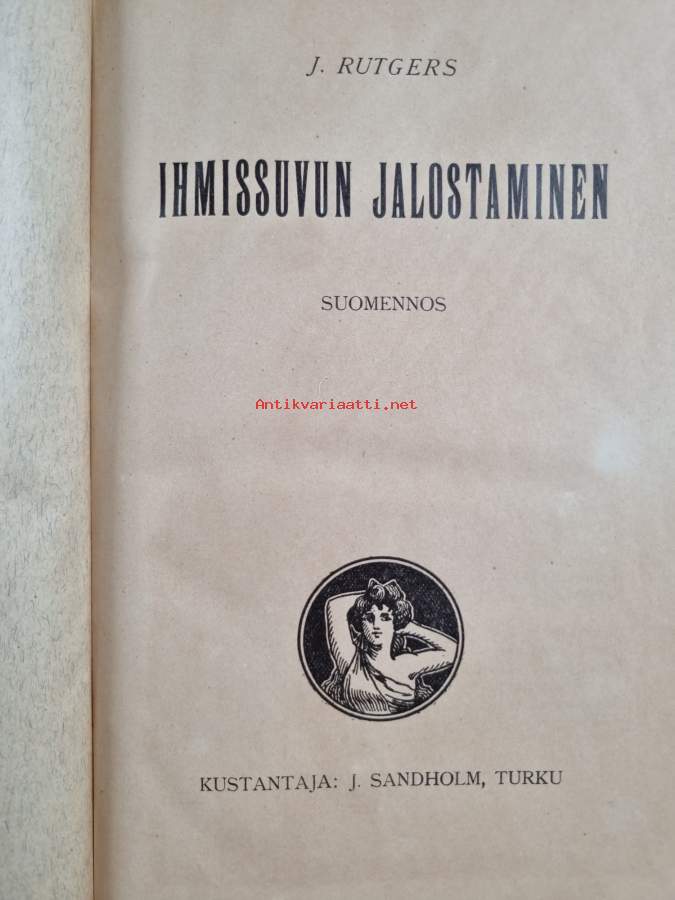 J. RUTGERS
IHMISSUVUN JALOSTAMINEN
SUOMENNOS
Antikvariaatti.net
KUSTANTAJA: J. SANDHOLM, TURKU